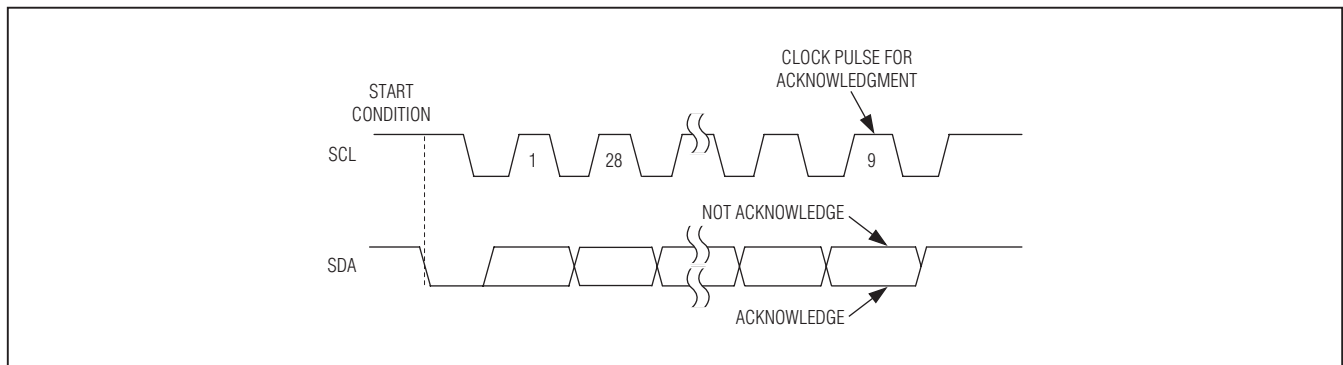 CLOCK PULSE FOR
ACKNOWLEDGMENT
START
CONDITION
SCL
1
28
9
NOT ACKNOWLEDGE
SDA
ACKNOWLEDGE